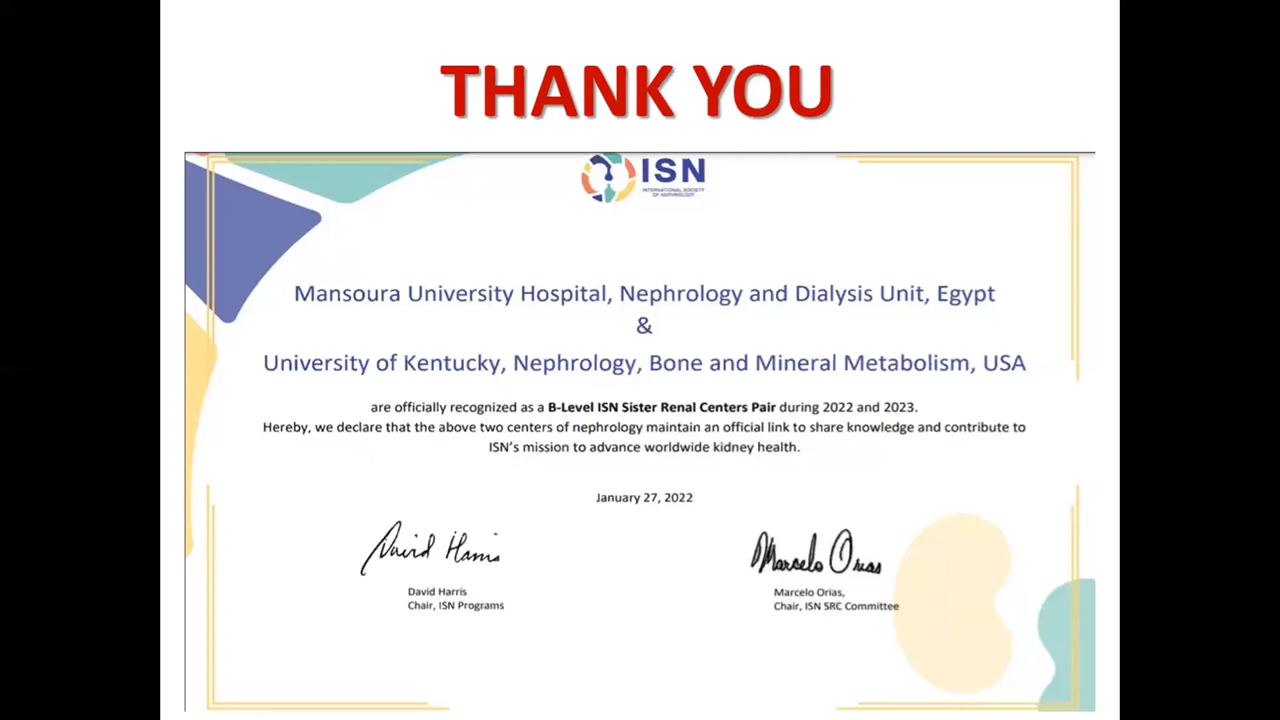 THANK YOU
ISN
INTERNATIONAL SOCIETY
OF NEPHROLOGY
Mansoura University Hospital, Nephrology and Dialysis Unit, Egypt
&
University of Kentucky, Nephrology, Bone and Mineral Metabolism, USA
are officially recognized as a B-Level ISN Sister Renal Centers Pair during 2022 and 2023.
Hereby, we declare that the above two centers of nephrology maintain an official link to share knowledge and contribute to
ISN’s mission to advance worldwide kidney health.
January 27, 2022
David Harris
Marcelo Orias
David Harris
Chair, ISN Programs
Marcelo Orias,
Chair, ISN SRC Committee